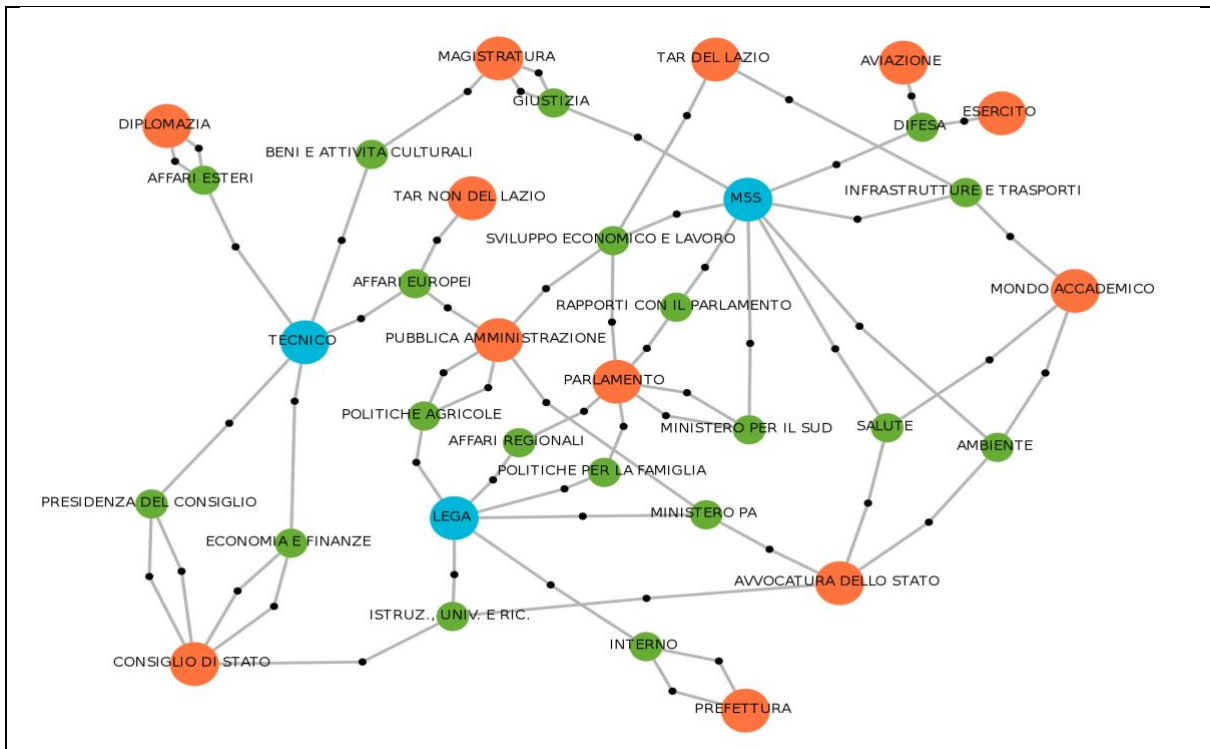 MAGISTRATURA
TAR DEL LAZIO
AVIAZIONE
GIUSTIZIA
ESERCITO
DIPLOMAZIA
DIFESA
BENI E ATTIVITA CULTURALI
AFFARI ESTERI
TAR NON DEL LAZIO
M5S
INFRASTRUTTURE E TRASPORTI
SVILUPPO ECONOMICO E LAVORO
AFFARI EUROPEI
MONDO ACCADEMICO
RAPPORTI CON IL PARLAMENTO
TECNICO
PUBBLICA AMMINISTRAZIONE
PARLAMENTO
POLITICHE AGRICOLE
AFFARI REGIONALI
MINISTERO PER IL SUD
SALUTE
AMBIENTE
POLITICHE PER LA FAMIGLIA
PRESIDENZA DEL CONSIGLIO
LEGA
MINISTERO PA
ECONOMIA E FINANZE
AVVOCATURA DELLO STATO
ISTRUZ., UNIV. E RIC.
INTERNO
CONSIGLIO DI STATO
PREFETTURA